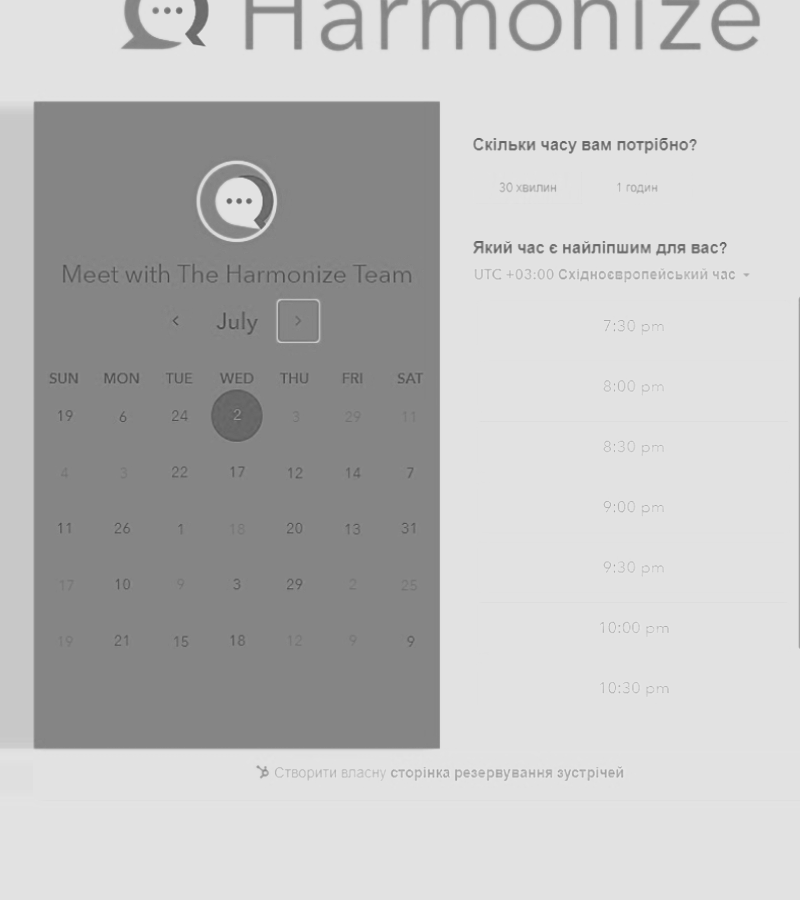 Harmonize
Meet with The Harmonize Team
July
SUN MON TUE WED THU FRI SAT
19 6 24 2 3 29 11
4 3 22 17 12 14 7
11 26 1 18 20 13 31
17 10 9 3 29 2 25
19 21 15 18 12 9 9
Скільки часу вам потрібно?
30 хвилин 1 годин
Який час є найліпшим для вас?
UTC +03:00 Східноєвропейський час
7:30 pm
8:00 pm
8:30 pm
9:00 pm
9:30 pm
10:00 pm
10:30 pm
Створити власну сторінка резервування зустрічей